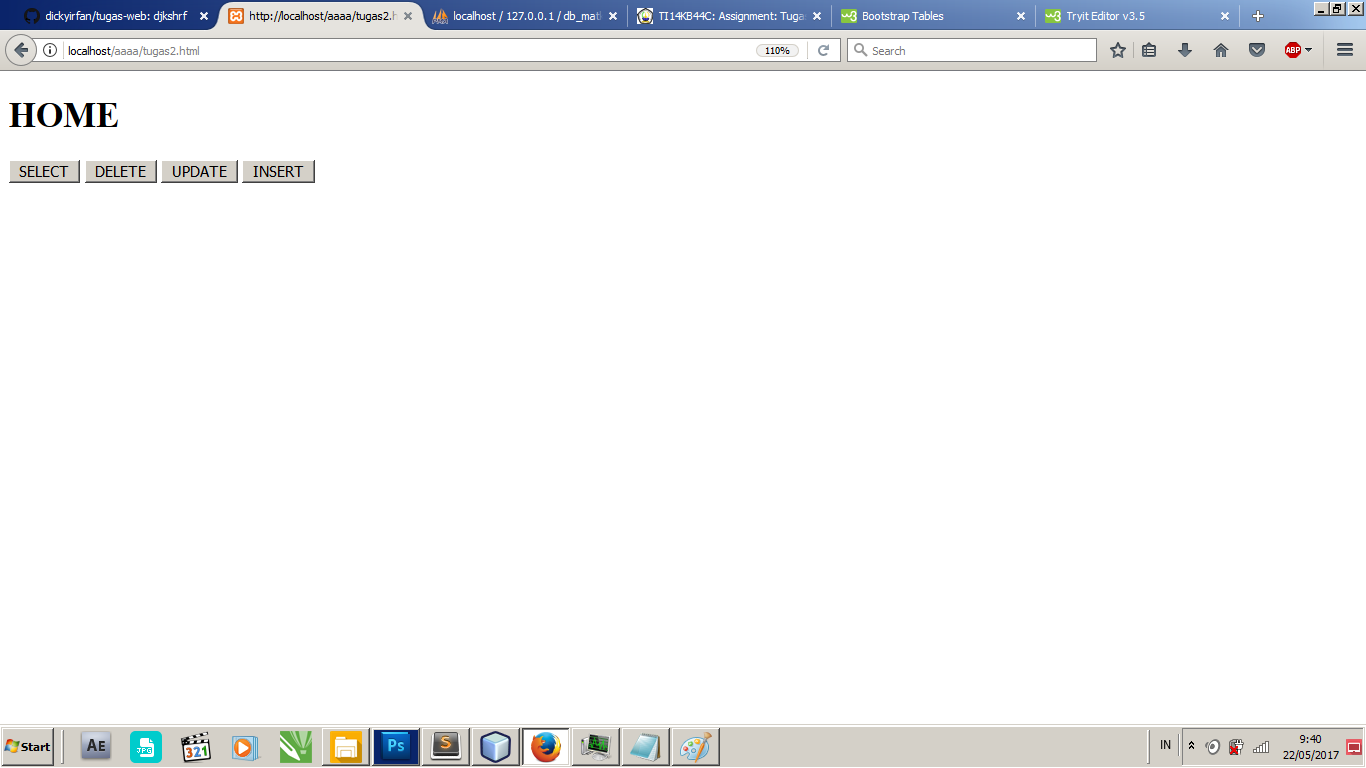 dickyirfan/tugas-web: djkshrf
http://localhost/aaaa/tugas2.h
localhost / 127.0.0.1 / db_mat
TI14KB44C: Assignment: Tuga
Bootstrap Tables
Tryit Editor v3.5
localhost/aaaa/tugas2.html
110%
Search
ABP
HOME
SELECT DELETE UPDATE INSERT
Start
AE
JPG
321
Ps
S
IN
9:40
22/05/2017